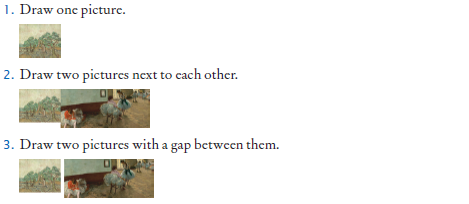 1. Draw one picture.
2. Draw two pictures next to each other.
3. Draw two pictures with a gap between them.